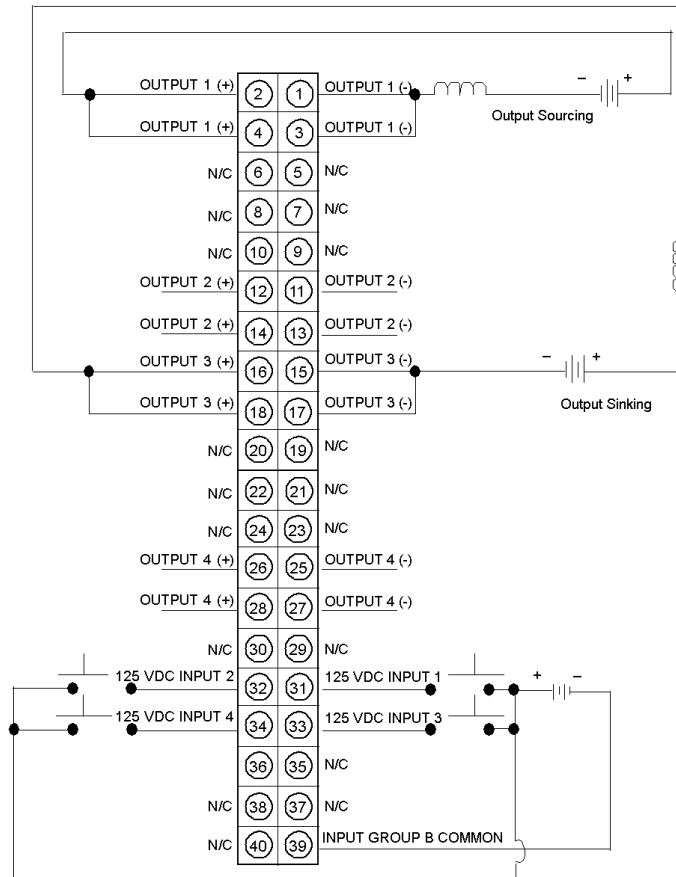 OUTPUT 1 (+) 2 1 OUTPUT 1 (-) - +
Output Sourcing
OUTPUT 1 (+) 4 3 OUTPUT 1 (-)
N/C 6 5 N/C
N/C 8 7 N/C
N/C 10 9 N/C
OUTPUT 2 (+) 12 11 OUTPUT 2 (-)
OUTPUT 2 (+) 14 13 OUTPUT 2 (-)
OUTPUT 3 (+) 16 15 OUTPUT 3 (-) - +
OUTPUT 3 (+) 18 17 OUTPUT 3 (-) Output Sinking
N/C 20 19 N/C
N/C 22 21 N/C
N/C 24 23 N/C
OUTPUT 4 (+) 26 25 OUTPUT 4 (-)
OUTPUT 4 (+) 28 27 OUTPUT 4 (-)
N/C 30 29 N/C
125 VDC INPUT 2 32 31 125 VDC INPUT 1 + -
125 VDC INPUT 4 34 33 125 VDC INPUT 3
36 35 N/C
N/C 38 37 N/C
N/C 40 39 INPUT GROUP B COMMON